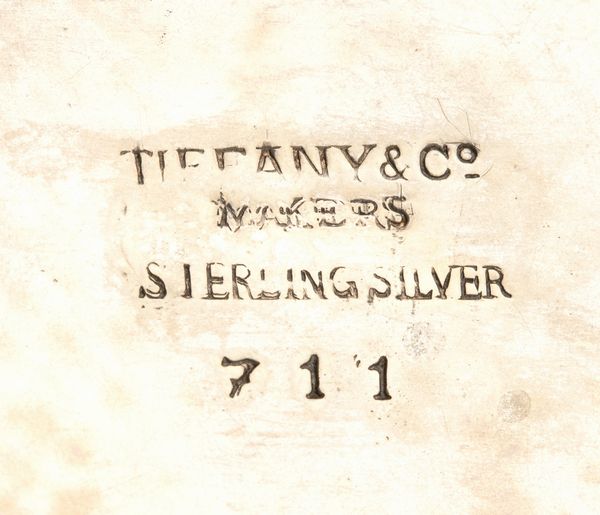 TIFFANY & Cº
MAKERS
STERLING SILVER
711